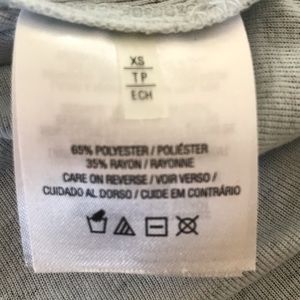 XS
TP
ECH
65% POLYESTER / POLIÉSTER
35% RAYON / RAYONNE
CARE ON REVERSE / VOIR VERSO /
CUIDADO AL DORSO / CUIDE EM CONTRÁRIO